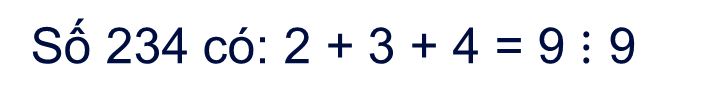 Số 234 có: 2 + 3 + 4 = 9 ⋮ 9